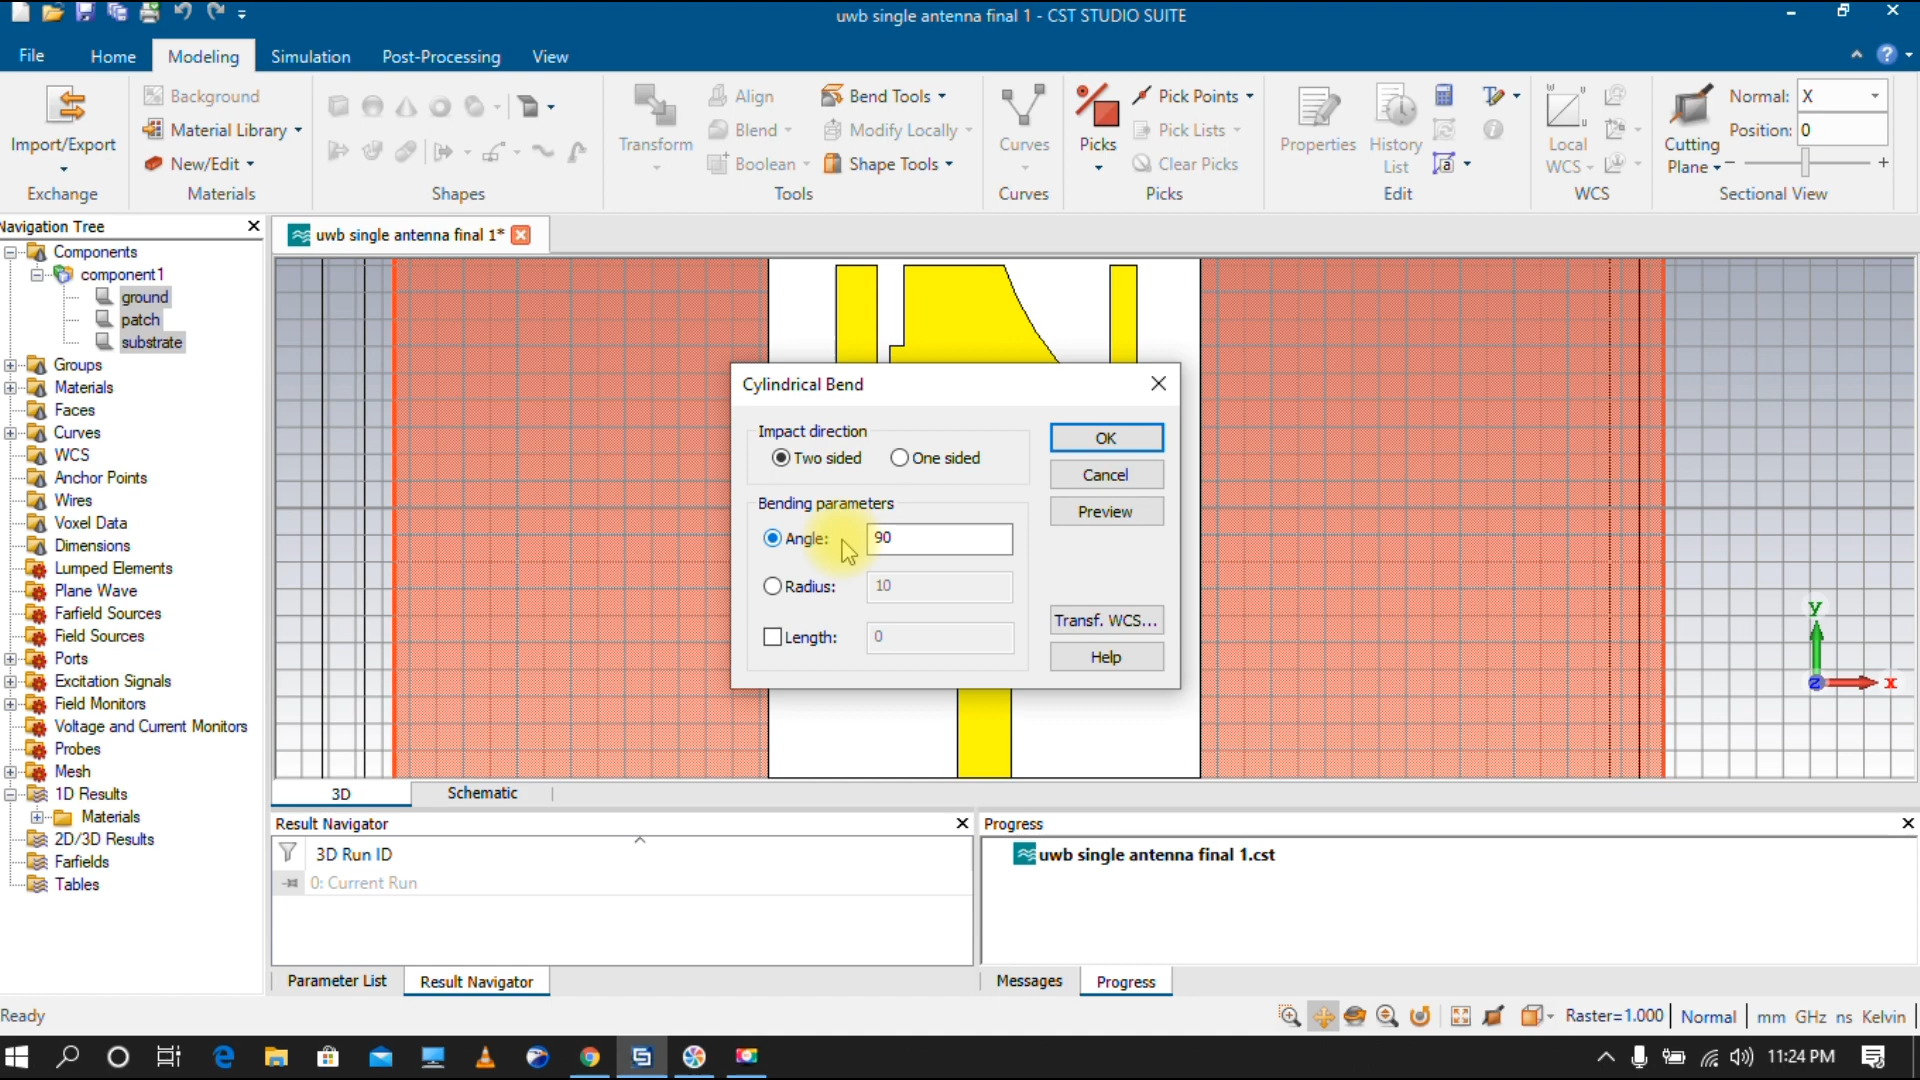 uwb single antenna final 1 - CST STUDIO SUITE
File Home Modeling Simulation Post-Processing View
Import/Export
Exchange
Background
Material Library
New/Edit
Materials
Shapes
Transform
Align
Blend
Boolean
Bend Tools
Modify Locally
Shape Tools
Tools
Curves
Curves
Picks
Pick Points
Pick Lists
Clear Picks
Picks
Properties
History
List
Edit
Local
WCS
WCS
Cutting
Plane
Normal: X
Position: 0
Sectional View
Navigation Tree
Components
component1
ground
patch
substrate
Groups
Materials
Faces
Curves
WCS
Anchor Points
Wires
Voxel Data
Dimensions
Lumped Elements
Plane Wave
Farfield Sources
Field Sources
Ports
Excitation Signals
Field Monitors
Voltage and Current Monitors
Probes
Mesh
1D Results
Materials
2D/3D Results
Farfields
Tables
uwb single antenna final 1*
Cylindrical Bend
Impact direction
Two sided One sided
Bending parameters
Angle: 90
Radius: 10
Length: 0
OK
Cancel
Preview
Transf. WCS...
Help
y
z x
3D Schematic
Result Navigator
3D Run ID
0: Current Run
Parameter List Result Navigator
Progress
uwb single antenna final 1.cst
Messages Progress
Ready
Raster=1.000 Normal mm GHz ns Kelvin
11:24 PM